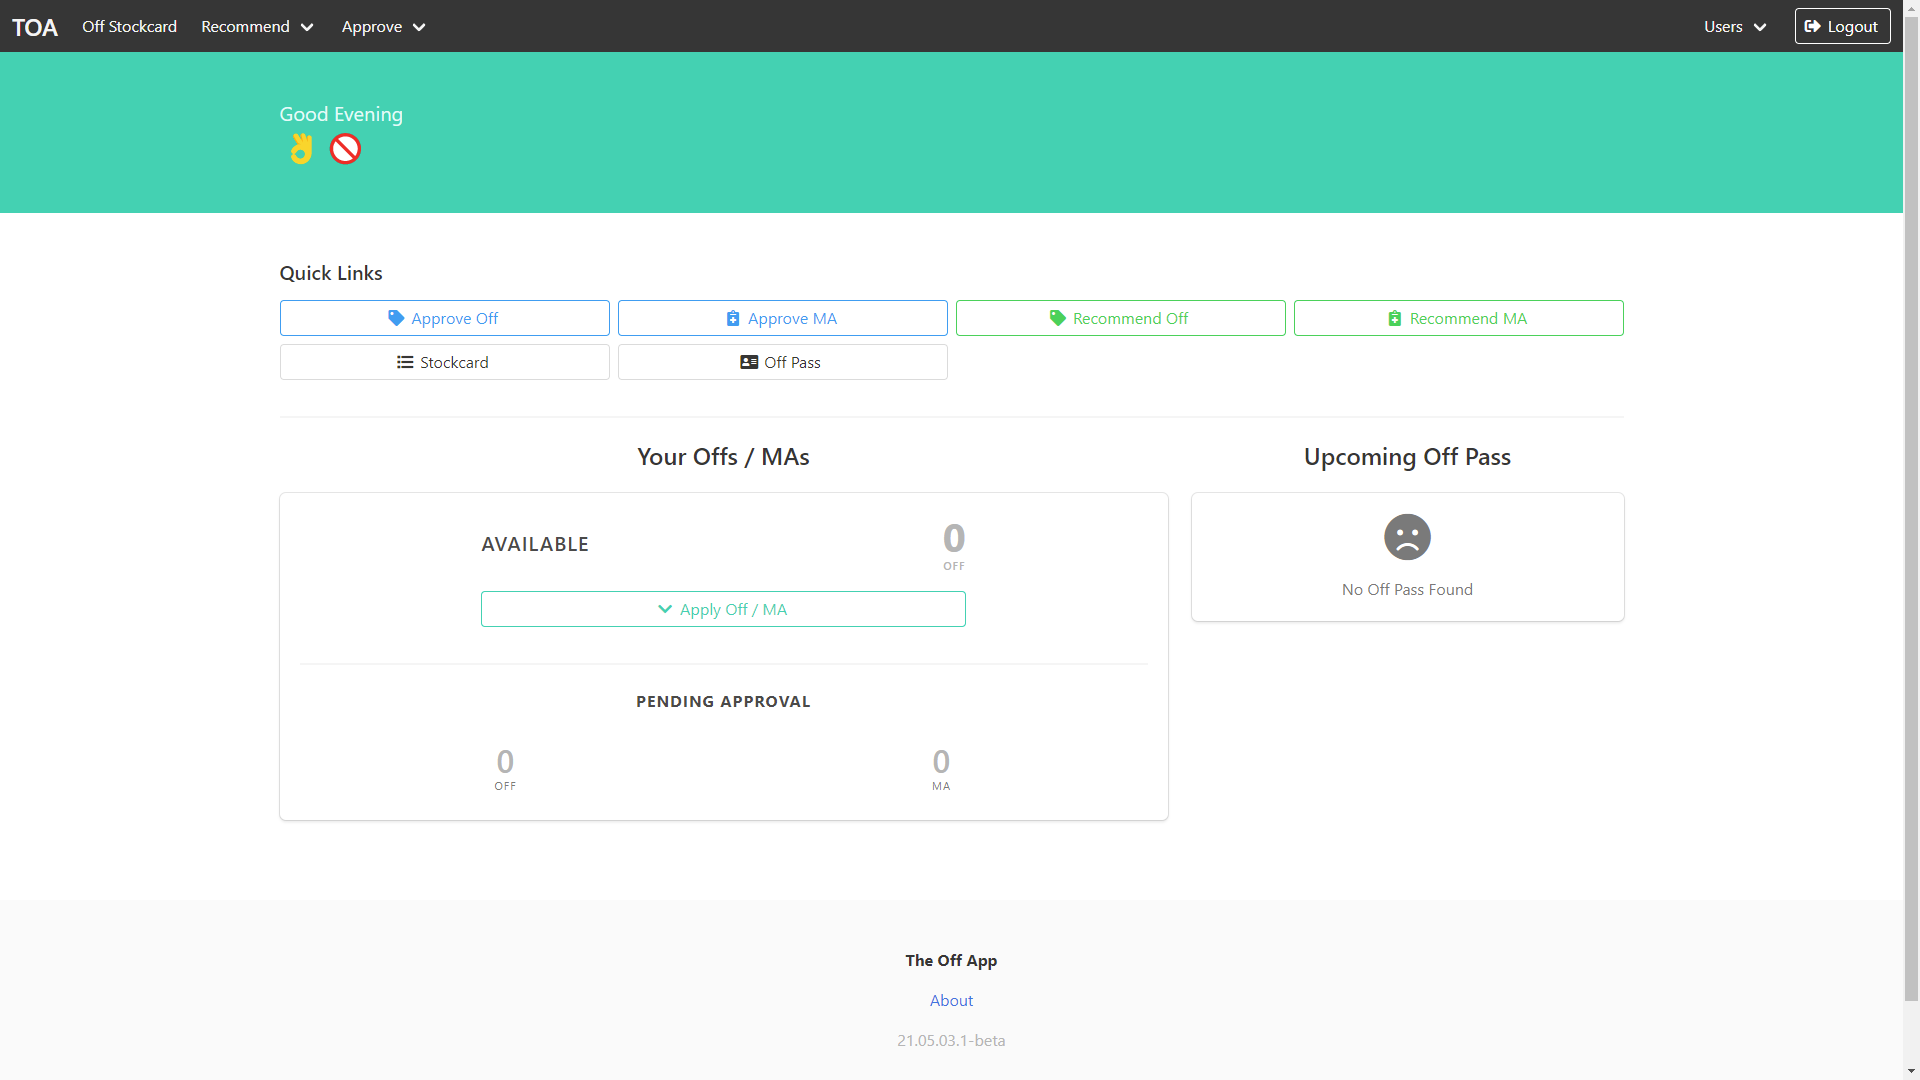 TOA Off Stockcard Recommend Approve Users Logout
Good Evening
👌 🚫
Quick Links
Approve Off Approve MA Recommend Off Recommend MA
Stockcard Off Pass
Your Offs / MAs
AVAILABLE
0
OFF
Apply Off / MA
PENDING APPROVAL
0 0
OFF MA
Upcoming Off Pass
No Off Pass Found
The Off App
About
21.05.03.1-beta